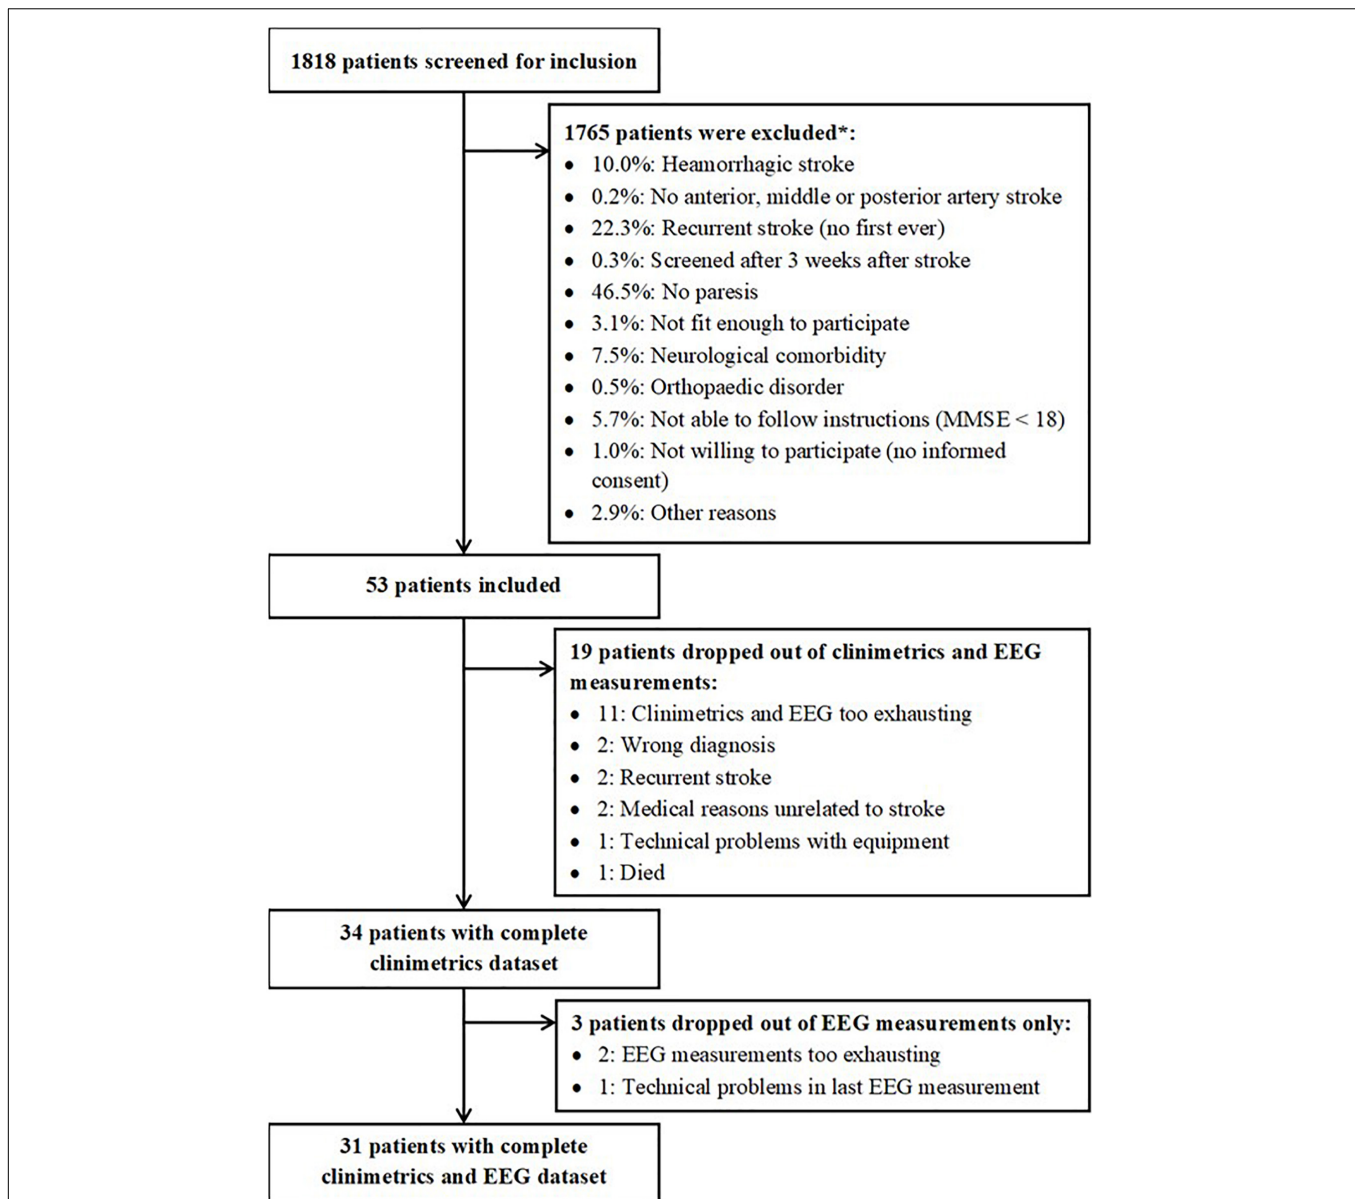 1818 patients screened for inclusion
1765 patients were excluded*:
• 10.0%: Heamorrhagic stroke
• 0.2%: No anterior, middle or posterior artery stroke
• 22.3%: Recurrent stroke (no first ever)
• 0.3%: Screened after 3 weeks after stroke
• 46.5%: No paresis
• 3.1%: Not fit enough to participate
• 7.5%: Neurological comorbidity
• 0.5%: Orthopaedic disorder
• 5.7%: Not able to follow instructions (MMSE < 18)
• 1.0%: Not willing to participate (no informed
consent)
• 2.9%: Other reasons
53 patients included
19 patients dropped out of clinimetrics and EEG
measurements:
• 11: Clinimetrics and EEG too exhausting
• 2: Wrong diagnosis
• 2: Recurrent stroke
• 2: Medical reasons unrelated to stroke
• 1: Technical problems with equipment
• 1: Died
34 patients with complete
clinimetrics dataset
3 patients dropped out of EEG measurements only:
• 2: EEG measurements too exhausting
• 1: Technical problems in last EEG measurement
31 patients with complete
clinimetrics and EEG dataset